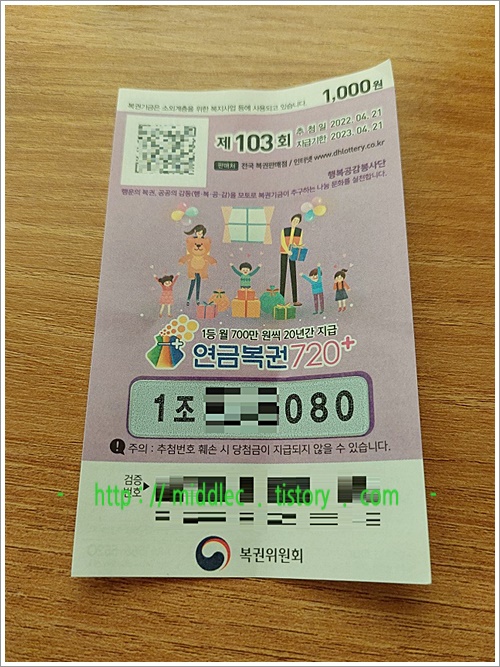 복권기금은 소외계층을 위한 복지사업 등에 사용되고 있습니다.
1,000원
제 103 회
추 첨 일 2022. 04. 21
지급기한 2023. 04. 21
판매처 전국 복권판매점 / 인터넷 www.dhlottery.co.kr
행복공감봉사단
행운의 복권, 공공의 감동(행·복·공·감)을 모토로 복권기금이 추구하는 나눔 문화를 실천합니다.
1등 월 700만 원씩 20년간 지급
연금복권720+
1조 080
! 주의 : 추첨번호 훼손 시 당첨금이 지급되지 않을 수 있습니다.
검증
번호
- http : // middlec . tistory . com -
복권위원회